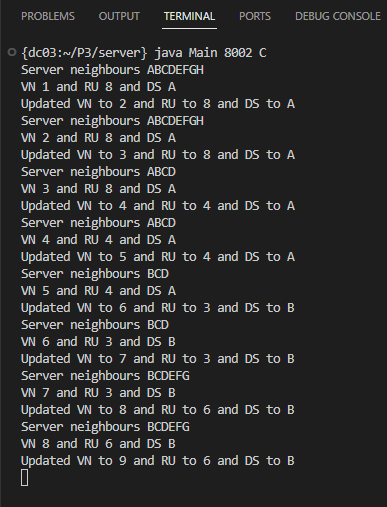 PROBLEMS OUTPUT TERMINAL PORTS DEBUG CONSOLE
{dc03:~/P3/server} java Main 8002 C
Server neighbours ABCDEFGH
VN 1 and RU 8 and DS A
Updated VN to 2 and RU to 8 and DS to A
Server neighbours ABCDEFGH
VN 2 and RU 8 and DS A
Updated VN to 3 and RU to 8 and DS to A
Server neighbours ABCD
VN 3 and RU 8 and DS A
Updated VN to 4 and RU to 4 and DS to A
Server neighbours ABCD
VN 4 and RU 4 and DS A
Updated VN to 5 and RU to 4 and DS to A
Server neighbours BCD
VN 5 and RU 4 and DS A
Updated VN to 6 and RU to 3 and DS to B
Server neighbours BCD
VN 6 and RU 3 and DS B
Updated VN to 7 and RU to 3 and DS to B
Server neighbours BCDEFG
VN 7 and RU 3 and DS B
Updated VN to 8 and RU to 6 and DS to B
Server neighbours BCDEFG
VN 8 and RU 6 and DS B
Updated VN to 9 and RU to 6 and DS to B